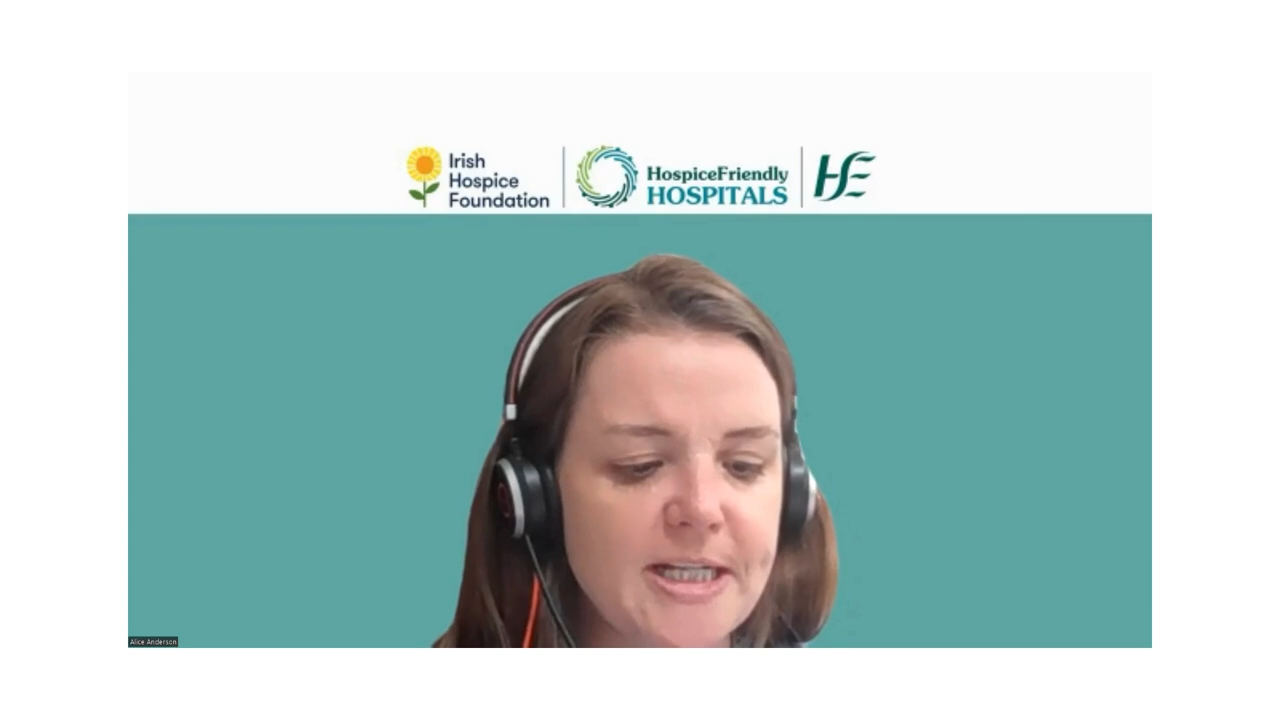 Irish
Hospice
Foundation
HospiceFriendly
HOSPITALS
HSE
Alice Anderson